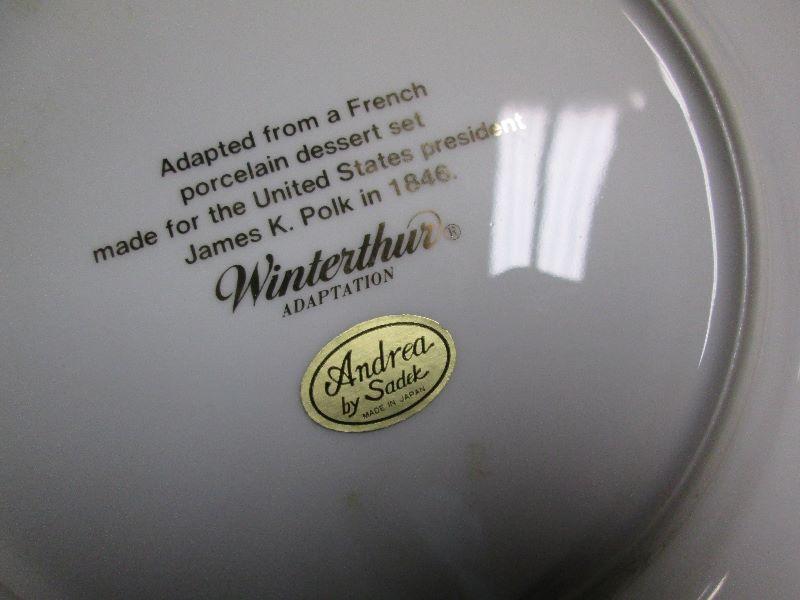 Adapted from a French
porcelain dessert set
made for the United States president
James K. Polk in 1846.
Winterthur®
ADAPTATION
Andrea
by Sadek
MADE IN JAPAN